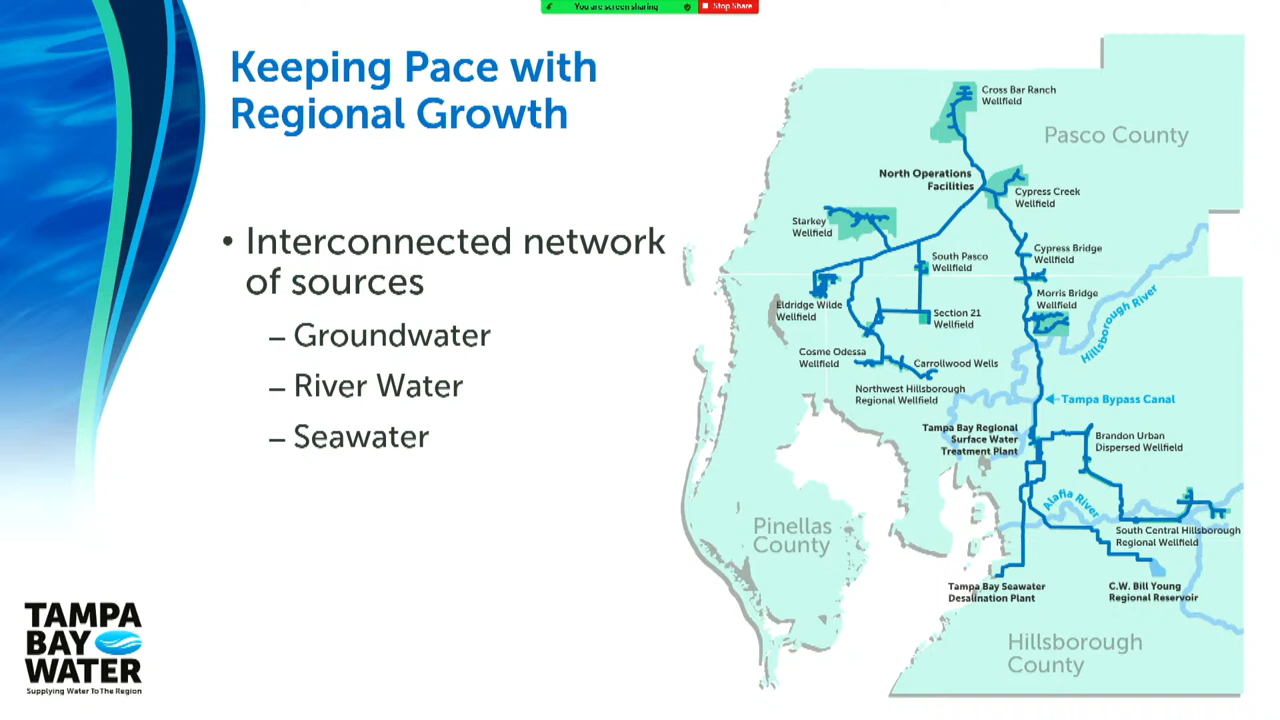 You are screen sharing
Stop Share
Keeping Pace with
Regional Growth
• Interconnected network
of sources
– Groundwater
– River Water
– Seawater
Cross Bar Ranch
Wellfield
Pasco County
North Operations
Facilities
Cypress Creek
Wellfield
Starkey
Wellfield
Cypress Bridge
Wellfield
South Pasco
Wellfield
Morris Bridge
Wellfield
Eldridge Wilde
Wellfield
Section 21
Wellfield
Hillsborough River
Cosme Odessa
Wellfield
Carrollwood Wells
Northwest Hillsborough
Regional Wellfield
Tampa Bypass Canal
Tampa Bay Regional
Surface Water
Treatment Plant
Brandon Urban
Dispersed Wellfield
Alafia River
Pinellas
County
South Central Hillsborough
Regional Wellfield
Tampa Bay Seawater
Desalination Plant
C.W. Bill Young
Regional Reservoir
Hillsborough
County
TAMPA
BAY
WATER
Supplying Water To The Region